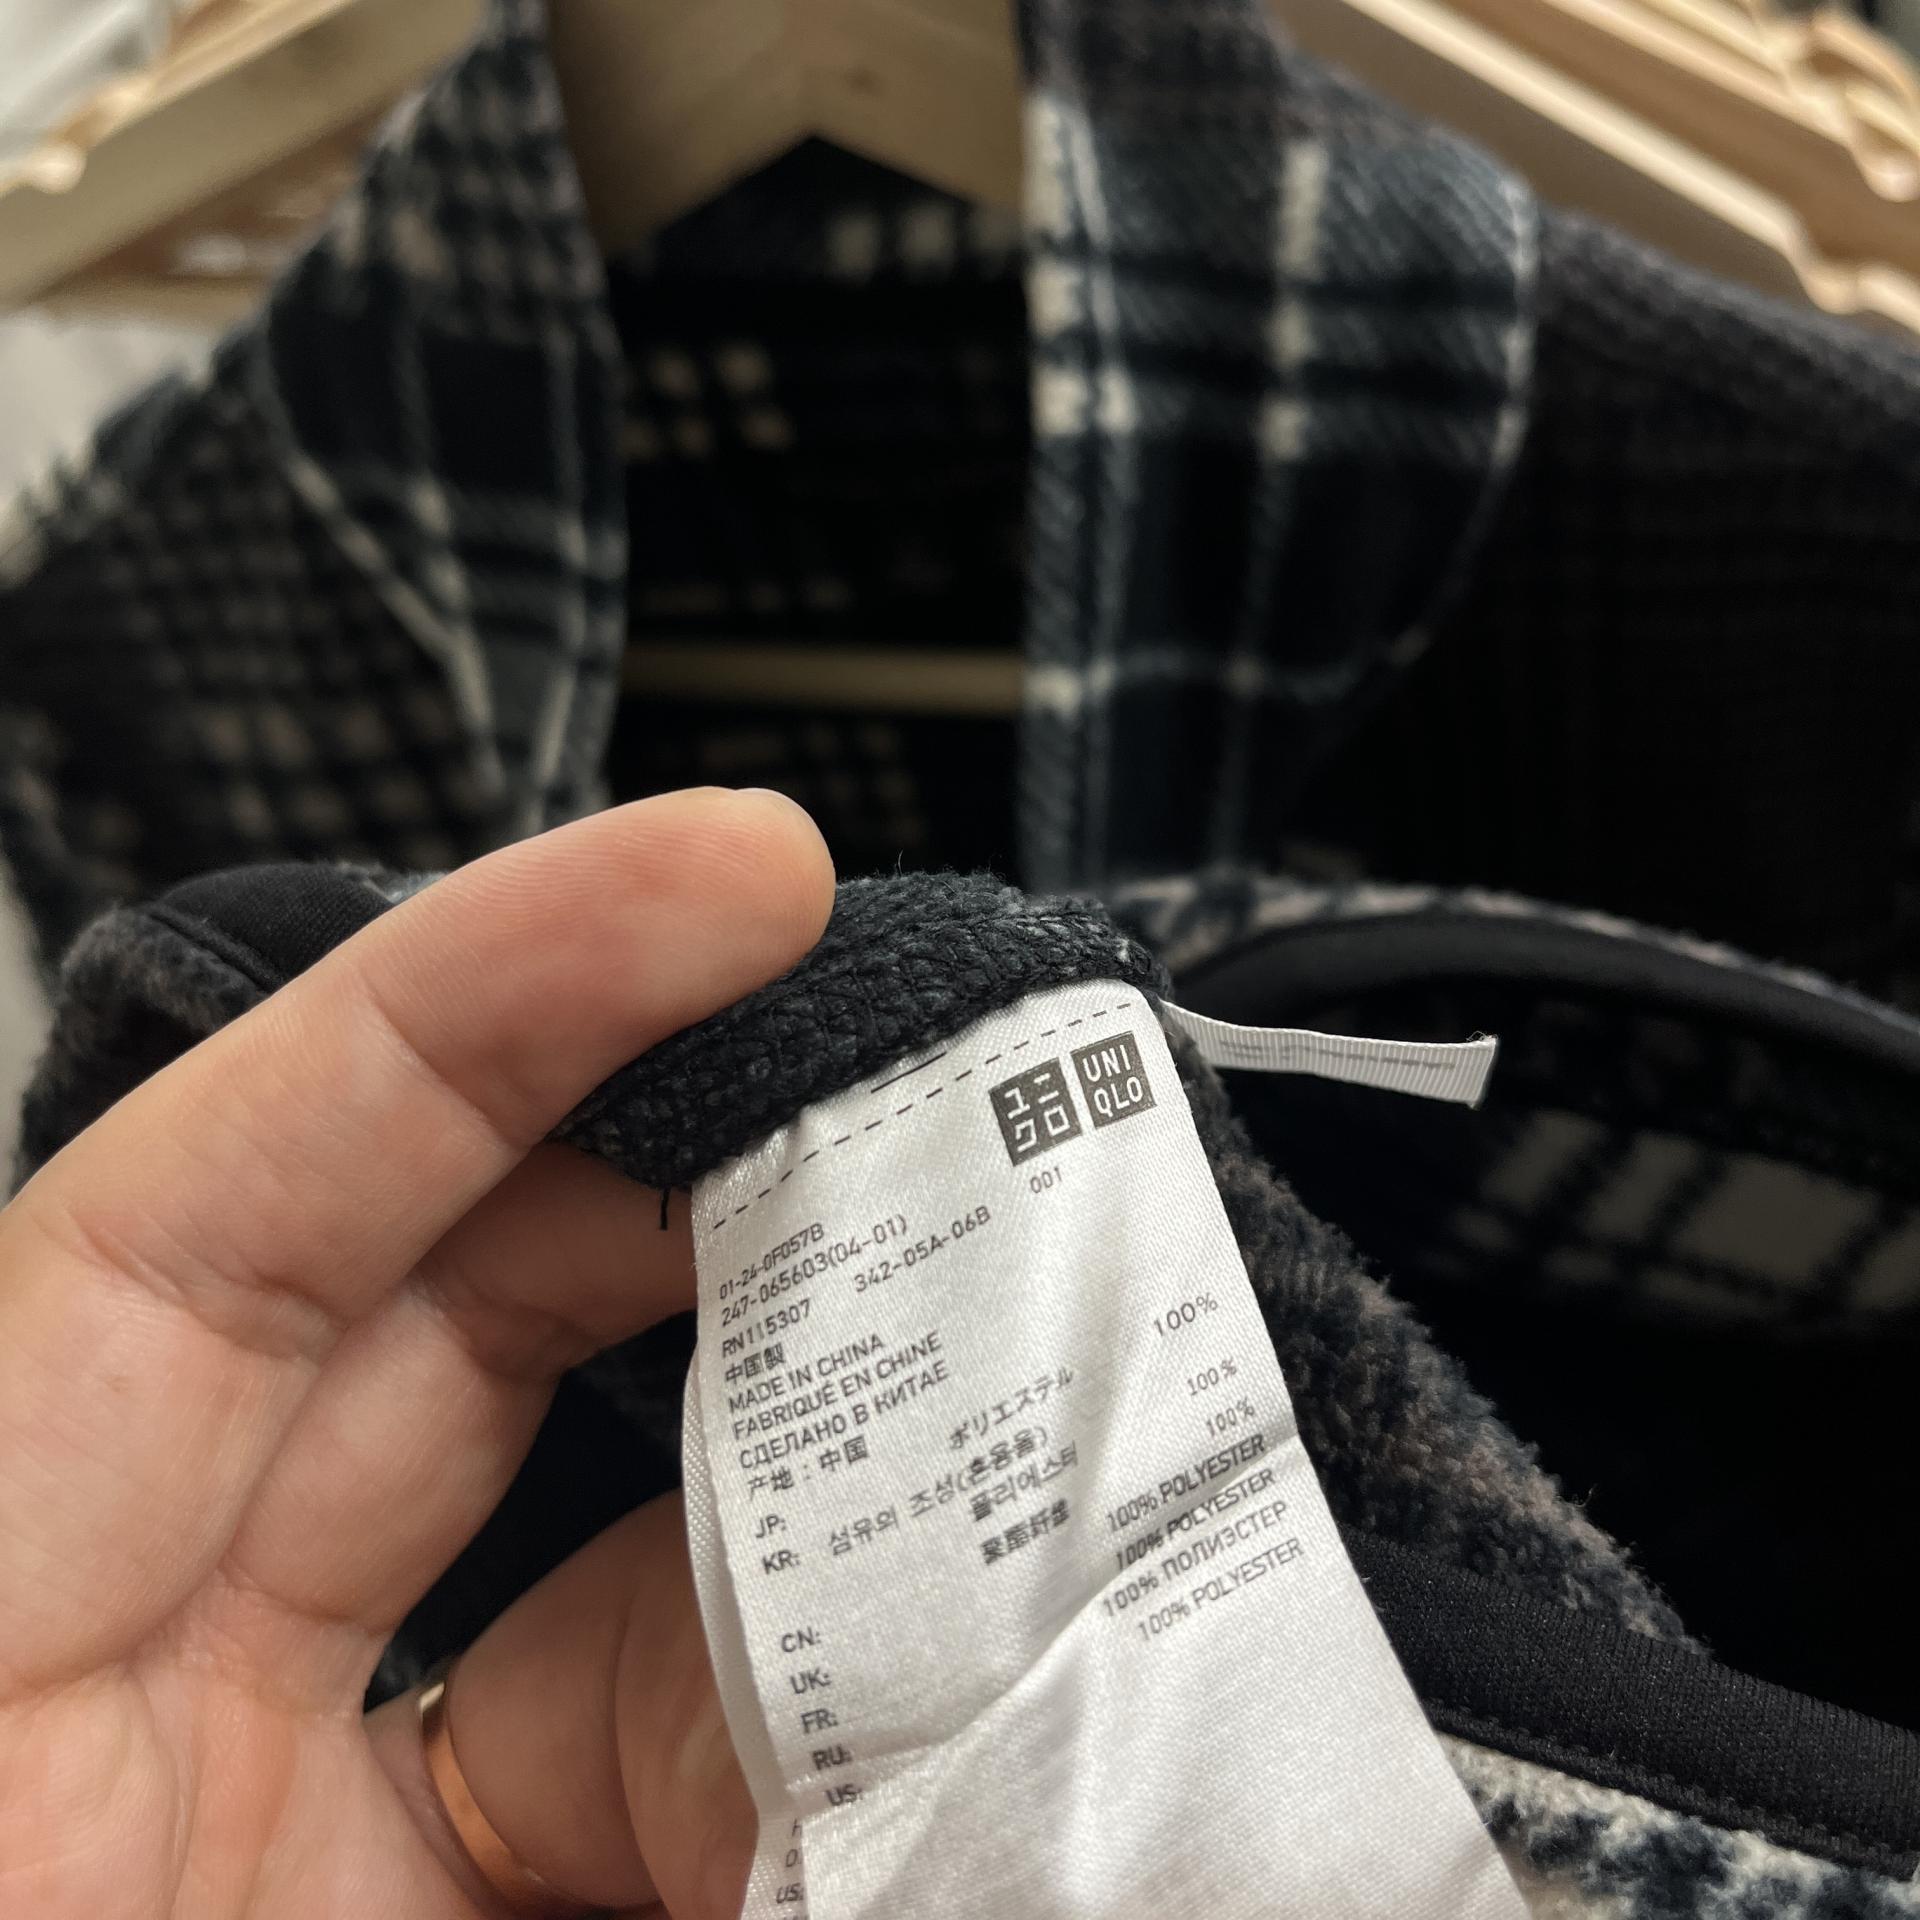 ユニ
クロ
UNI
QLO
001
01-24-0F057B
247-065603(04-01)
342-05A-06B
RN115307
中国製
MADE IN CHINA
FABRIQUÉ EN CHINE
СДЕЛАНО В КИТАЕ
产地：中国
JP: ポリエステル 100%
KR: 섬유의 조성(혼용율)
폴리에스터 100%
CN: 聚酯纤维 100%
UK: 100% POLYESTER
FR: 100% POLYESTER
RU: 100% ПОЛИЭСТЕР
US: 100% POLYESTER